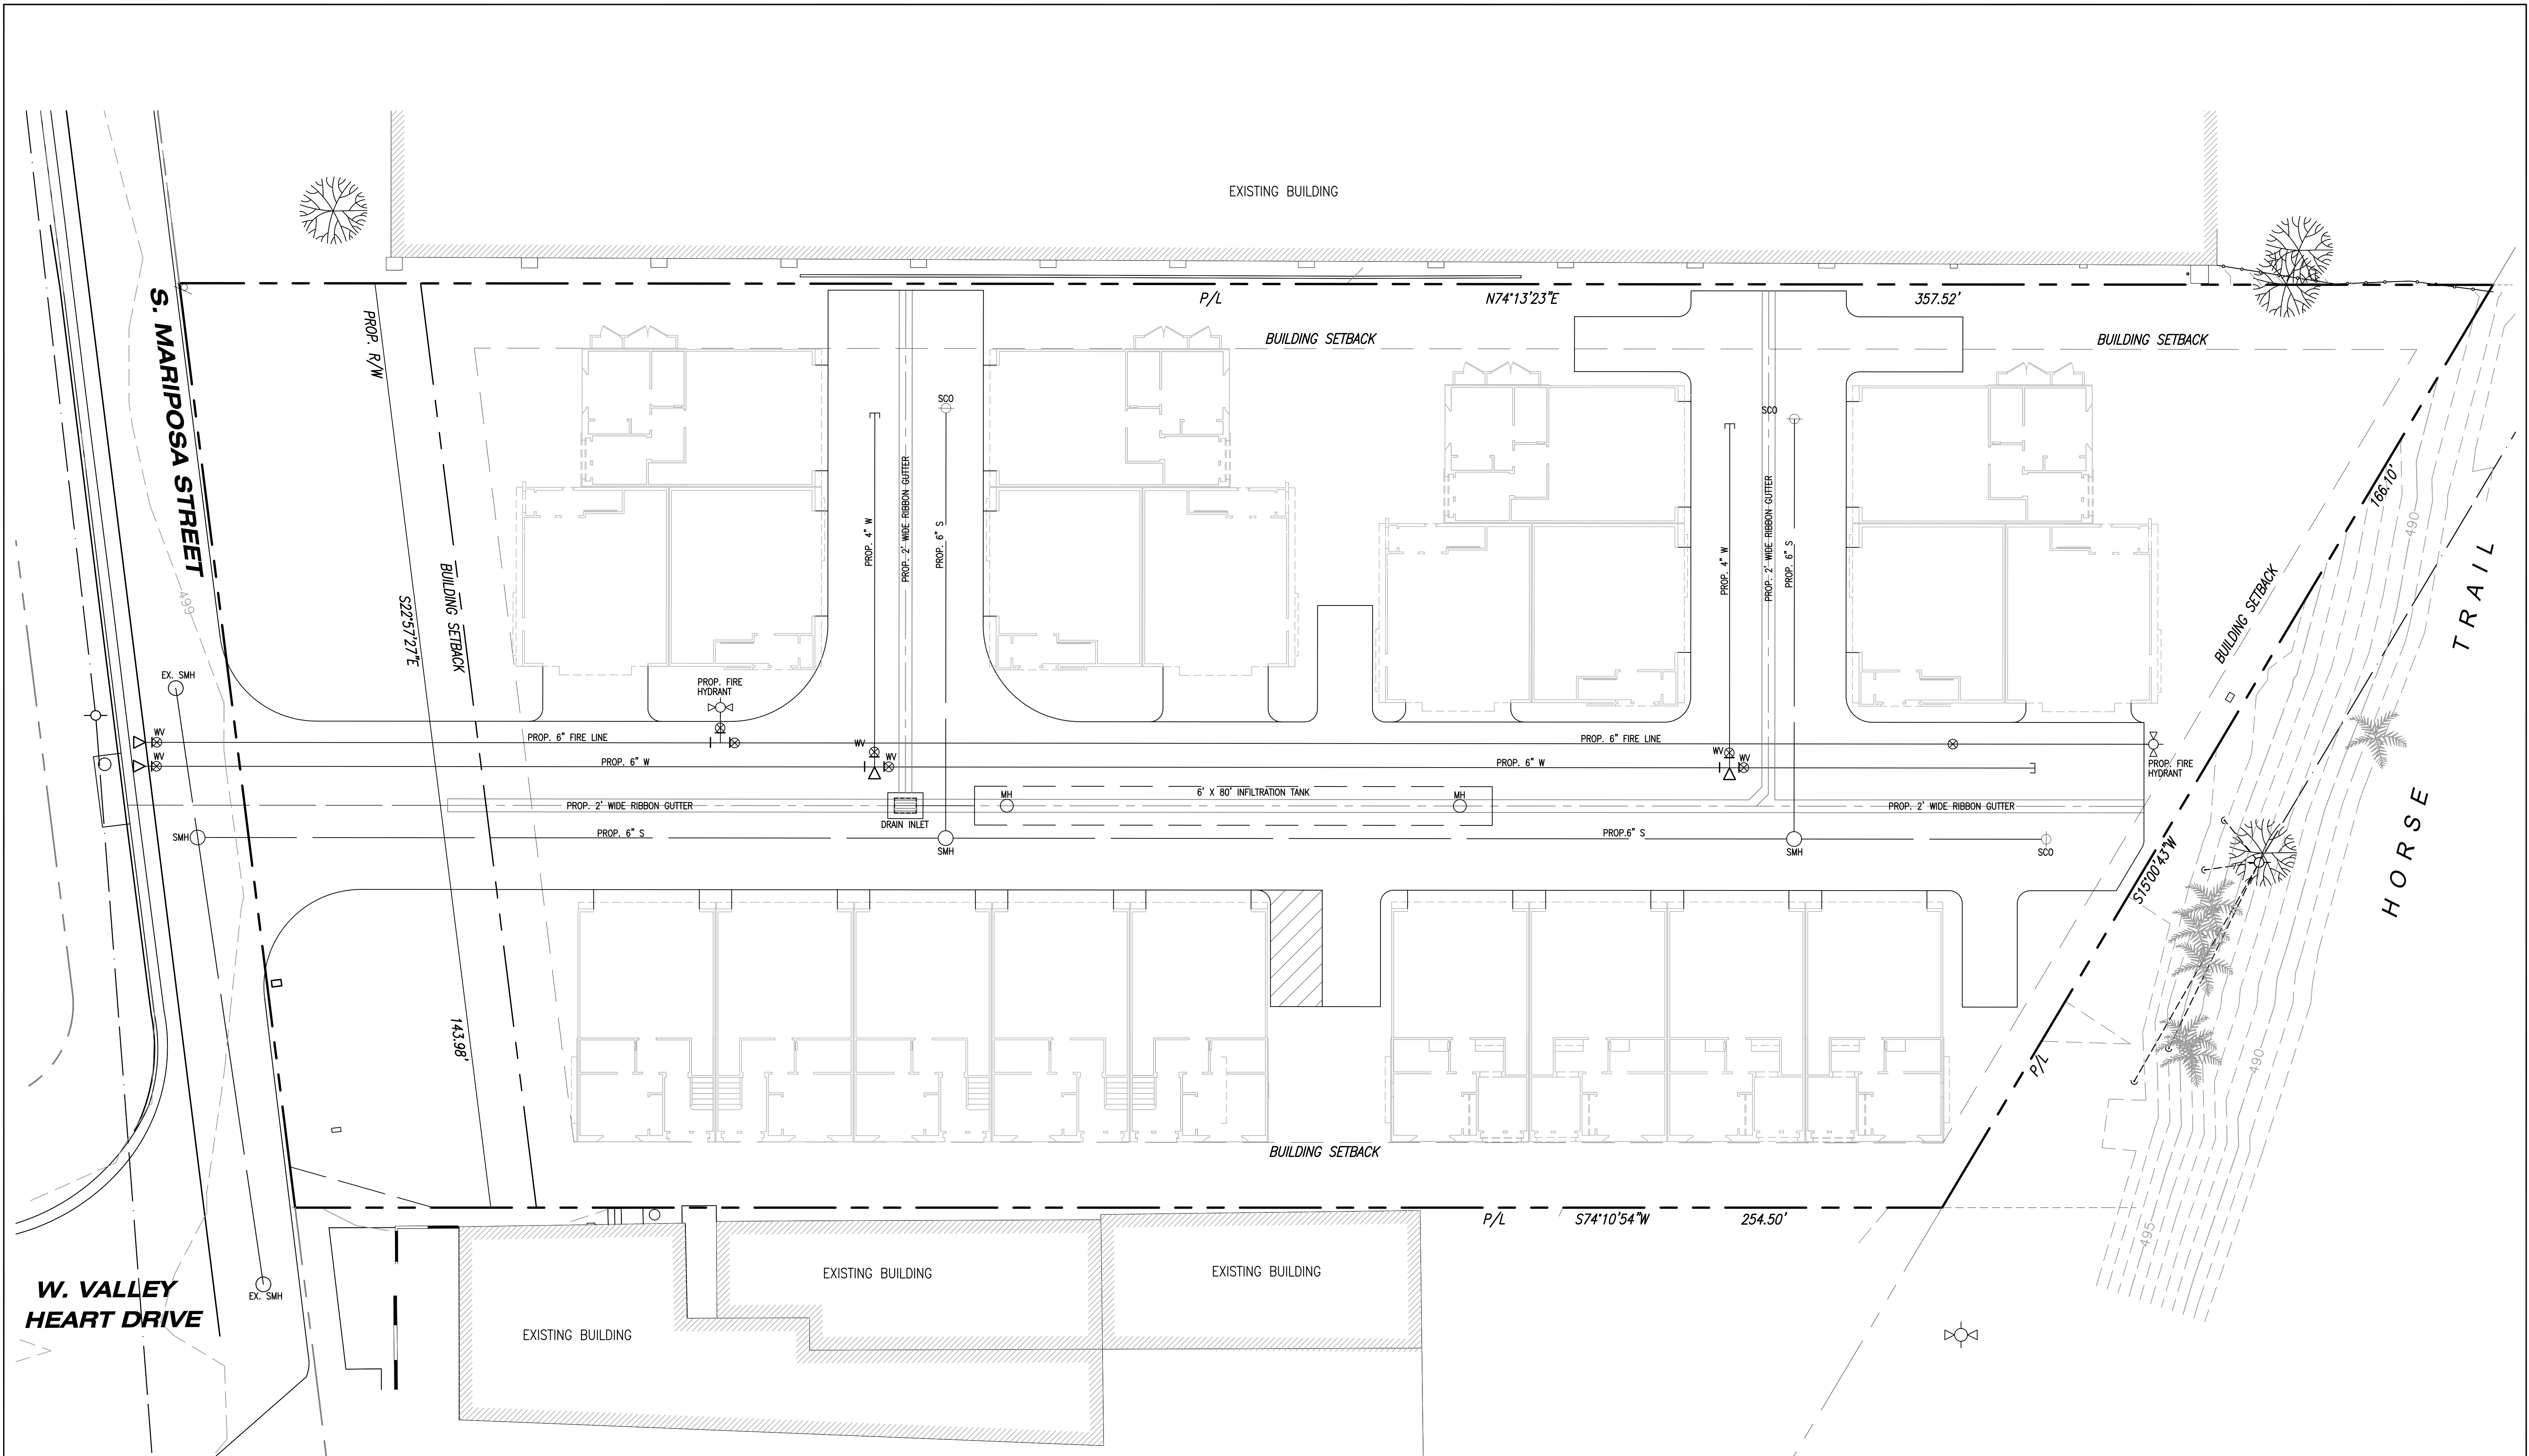 EXISTING BUILDING
P/L
N74°13'23"E
357.52'
S. MARIPOSA STREET
PROP. R/W
BUILDING SETBACK
BUILDING SETBACK
SCO
SCO
166.10'
490
PROP. 4" W
PROP. 2' WIDE RIBBON GUTTER
PROP. 6" S
PROP. 4" W
PROP. 2' WIDE RIBBON GUTTER
PROP. 6" S
HORSE TRAIL
499
S22°57'27"E
BUILDING SETBACK
BUILDING SETBACK
EX. SMH
PROP. FIRE
HYDRANT
WV
PROP. 6" FIRE LINE
WV
PROP. 6" FIRE LINE
WV
PROP. 6" W
WV
PROP. 6" W
WV
WV
PROP. FIRE
HYDRANT
6' X 80' INFILTRATION TANK
MH
MH
PROP. 2' WIDE RIBBON GUTTER
PROP. 2' WIDE RIBBON GUTTER
DRAIN INLET
SMH
PROP. 6" S
SMH
PROP.6" S
SMH
SCO
S15°00'43"W
143.98'
P/L
490
BUILDING SETBACK
P/L
S74°10'54"W
254.50'
495
W. VALLEY
HEART DRIVE
EX. SMH
EXISTING BUILDING
EXISTING BUILDING
EXISTING BUILDING